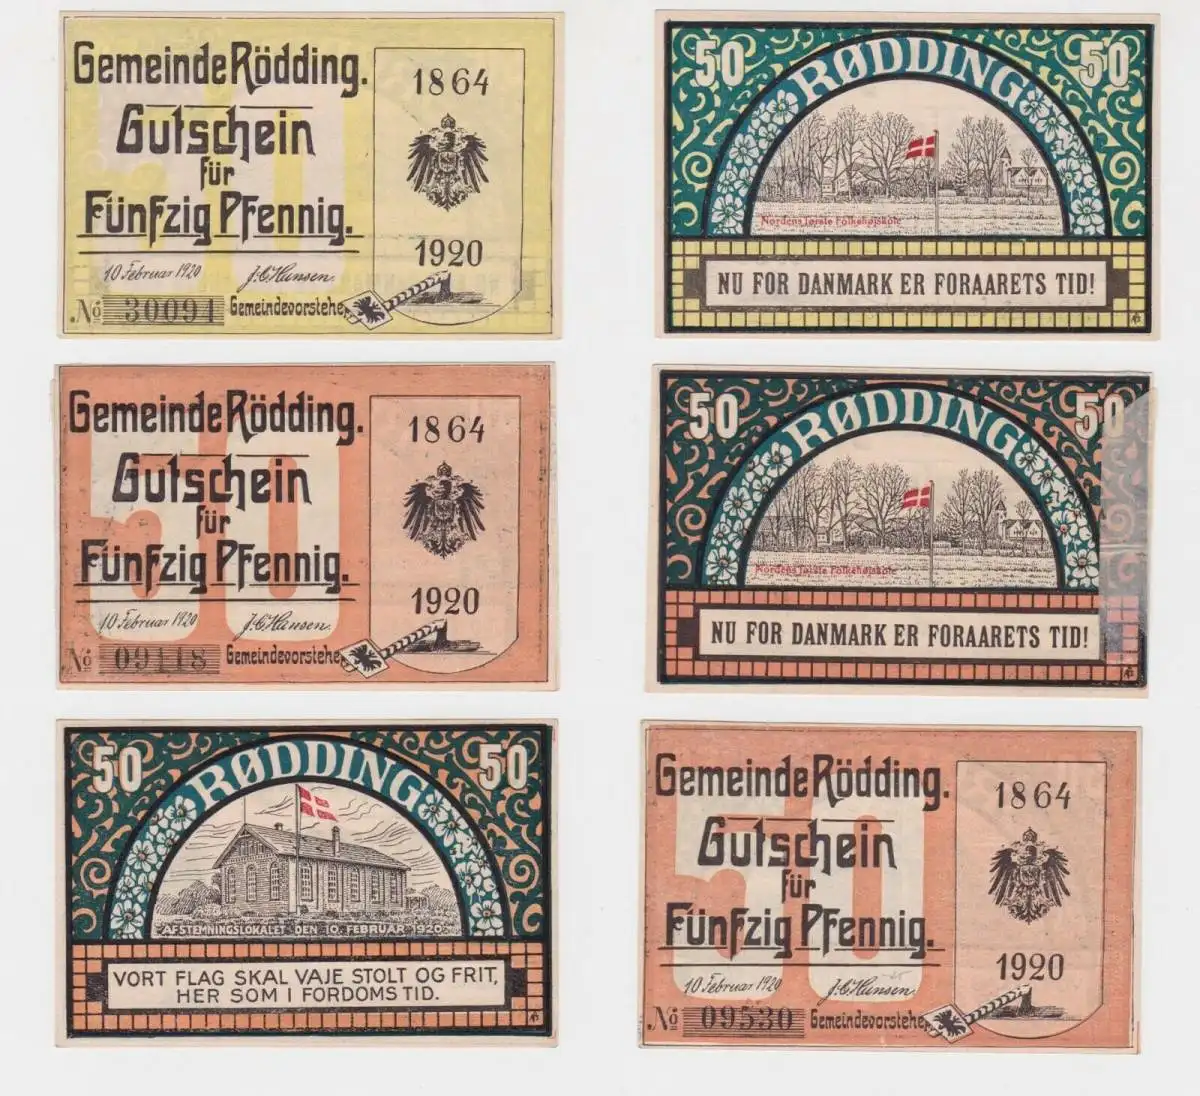 Gemeinde Rödding.
Gutschein
für
Fünfzig Pfennig.
10 Februar 1920 J.C. Hansen.
No 30094 Gemeindevorsteher
1864
1920
50 RØDDING 50
Nordens første Folkehøjskole
NU FOR DANMARK ER FORAARETS TID!
Gemeinde Rödding.
Gutschein
für
Fünfzig Pfennig.
10 Februar 1920 J.C. Hansen.
No 09118 Gemeindevorsteher
1864
1920
50 RØDDING 50
Nordens første Folkehøjskole
NU FOR DANMARK ER FORAARETS TID!
50 RØDDING 50
AFSTEMNINGSLOKALET DEN 10. FEBRUAR 1920.
VORT FLAG SKAL VAJE STOLT OG FRIT,
HER SOM I FORDOMS TID.
Gemeinde Rödding.
Gutschein
für
Fünfzig Pfennig.
10 Februar 1920 J.C. Hansen.
No 09530 Gemeindevorsteher
1864
1920